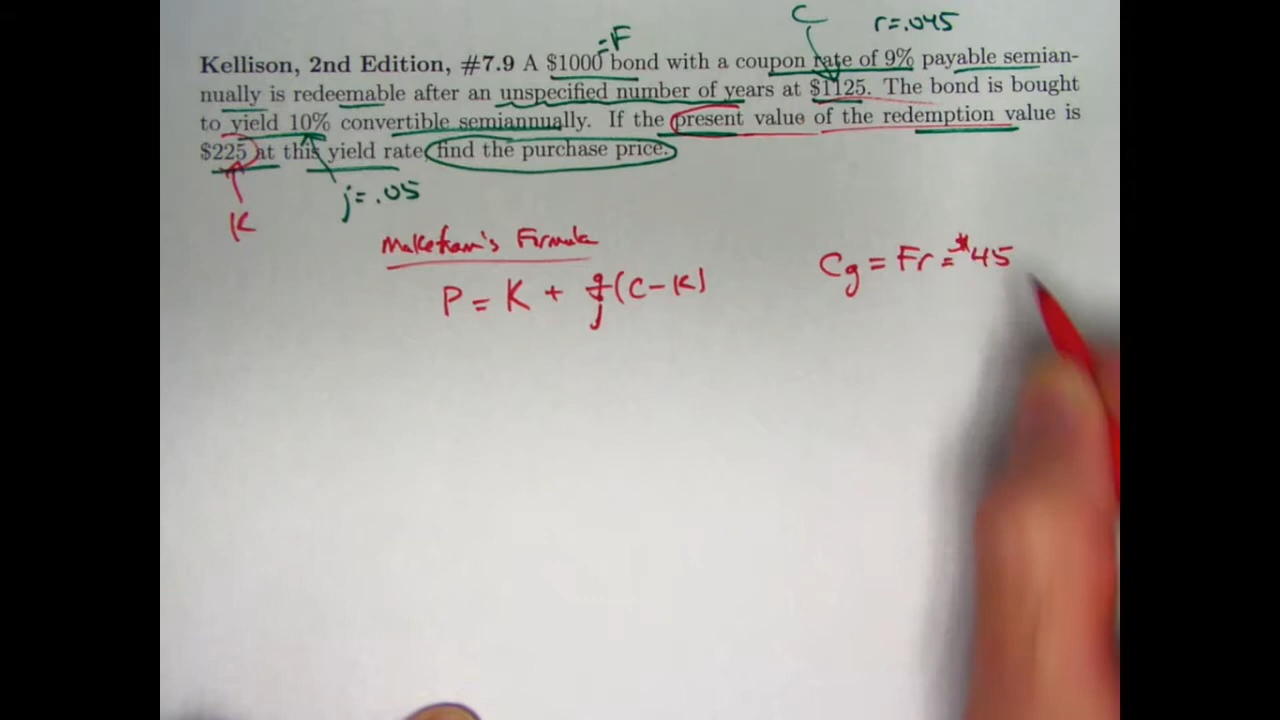 C
r=.045
=F
Kellison, 2nd Edition, #7.9 A $1000 bond with a coupon rate of 9% payable semian-
nually is redeemable after an unspecified number of years at $1125. The bond is bought
to yield 10% convertible semiannually. If the present value of the redemption value is
$225 at this yield rate find the purchase price.
j=.05
K
Makeham's Formula
Cg = Fr = $45
P = K + g/j (C-K)